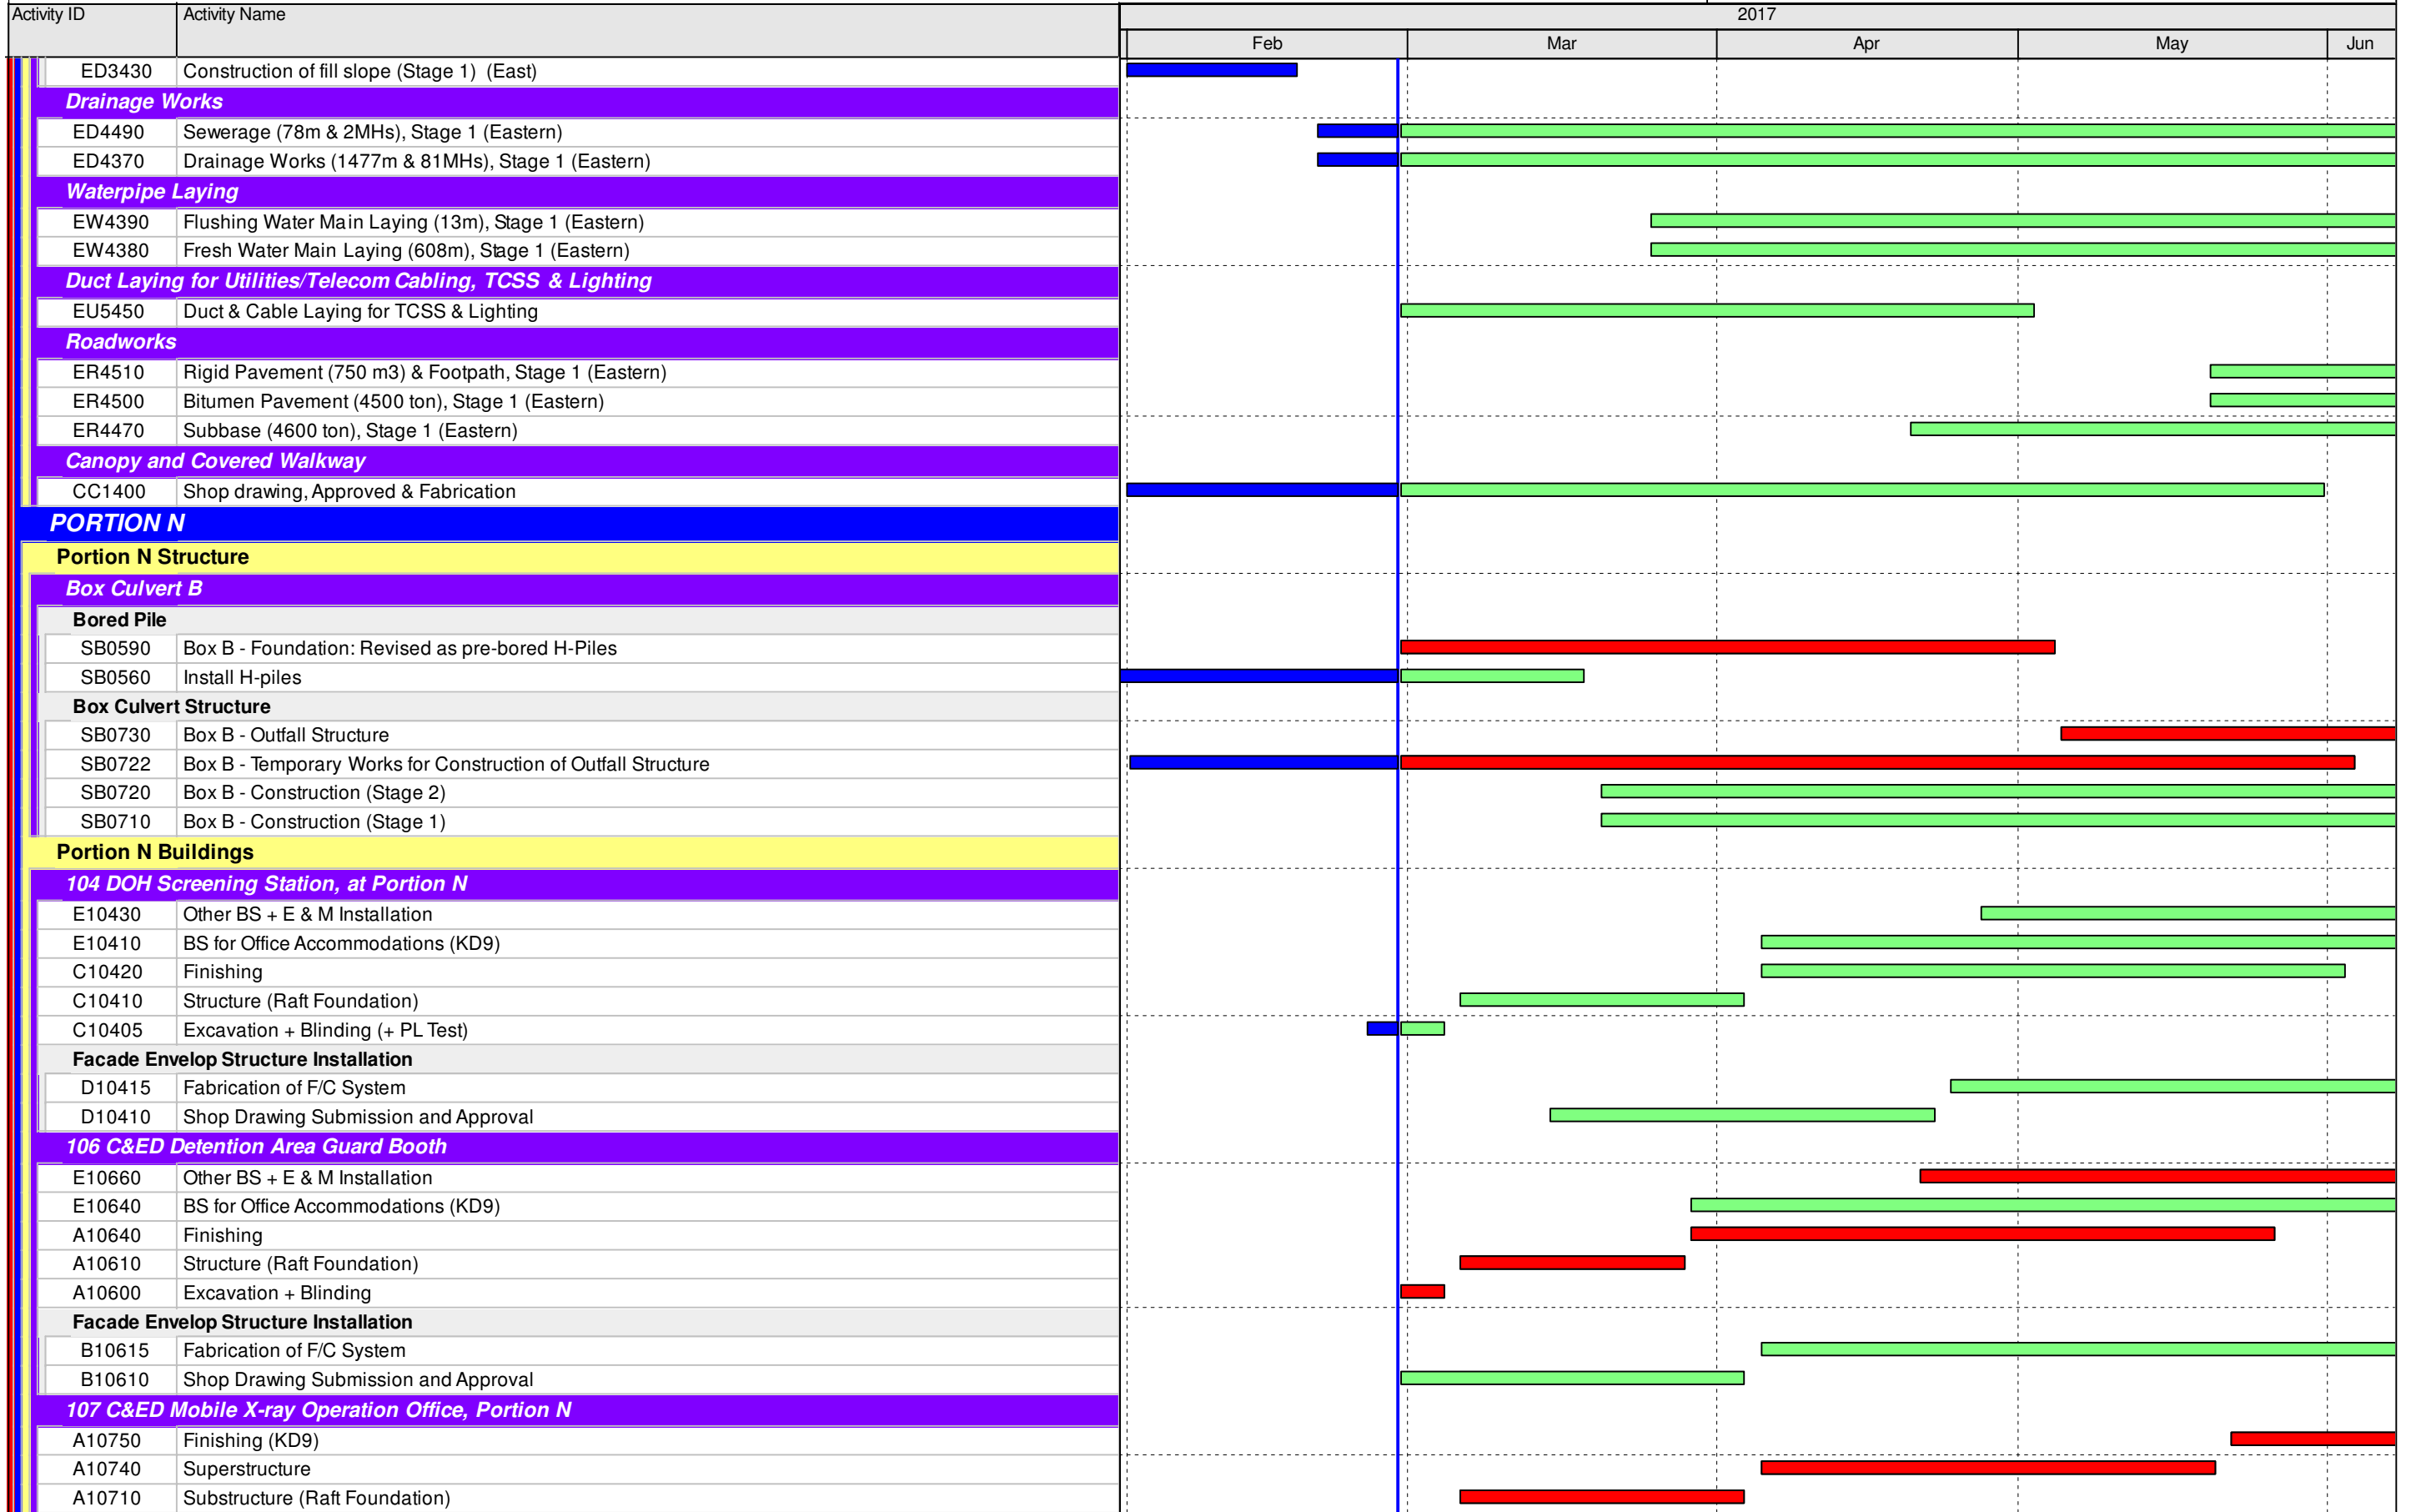 Activity ID Activity Name 2017
Feb Mar Apr May Jun
ED3430 Construction of fill slope (Stage 1) (East)
Drainage Works
ED4490 Sewerage (78m & 2MHs), Stage 1 (Eastern)
ED4370 Drainage Works (1477m & 81MHs), Stage 1 (Eastern)
Waterpipe Laying
EW4390 Flushing Water Main Laying (13m), Stage 1 (Eastern)
EW4380 Fresh Water Main Laying (608m), Stage 1 (Eastern)
Duct Laying for Utilities/Telecom Cabling, TCSS & Lighting
EU5450 Duct & Cable Laying for TCSS & Lighting
Roadworks
ER4510 Rigid Pavement (750 m3) & Footpath, Stage 1 (Eastern)
ER4500 Bitumen Pavement (4500 ton), Stage 1 (Eastern)
ER4470 Subbase (4600 ton), Stage 1 (Eastern)
Canopy and Covered Walkway
CC1400 Shop drawing, Approved & Fabrication
PORTION N
Portion N Structure
Box Culvert B
Bored Pile
SB0590 Box B - Foundation: Revised as pre-bored H-Piles
SB0560 Install H-piles
Box Culvert Structure
SB0730 Box B - Outfall Structure
SB0722 Box B - Temporary Works for Construction of Outfall Structure
SB0720 Box B - Construction (Stage 2)
SB0710 Box B - Construction (Stage 1)
Portion N Buildings
104 DOH Screening Station, at Portion N
E10430 Other BS + E & M Installation
E10410 BS for Office Accommodations (KD9)
C10420 Finishing
C10410 Structure (Raft Foundation)
C10405 Excavation + Blinding (+ PL Test)
Facade Envelop Structure Installation
D10415 Fabrication of F/C System
D10410 Shop Drawing Submission and Approval
106 C&ED Detention Area Guard Booth
E10660 Other BS + E & M Installation
E10640 BS for Office Accommodations (KD9)
A10640 Finishing
A10610 Structure (Raft Foundation)
A10600 Excavation + Blinding
Facade Envelop Structure Installation
B10615 Fabrication of F/C System
B10610 Shop Drawing Submission and Approval
107 C&ED Mobile X-ray Operation Office, Portion N
A10750 Finishing (KD9)
A10740 Superstructure
A10710 Substructure (Raft Foundation)